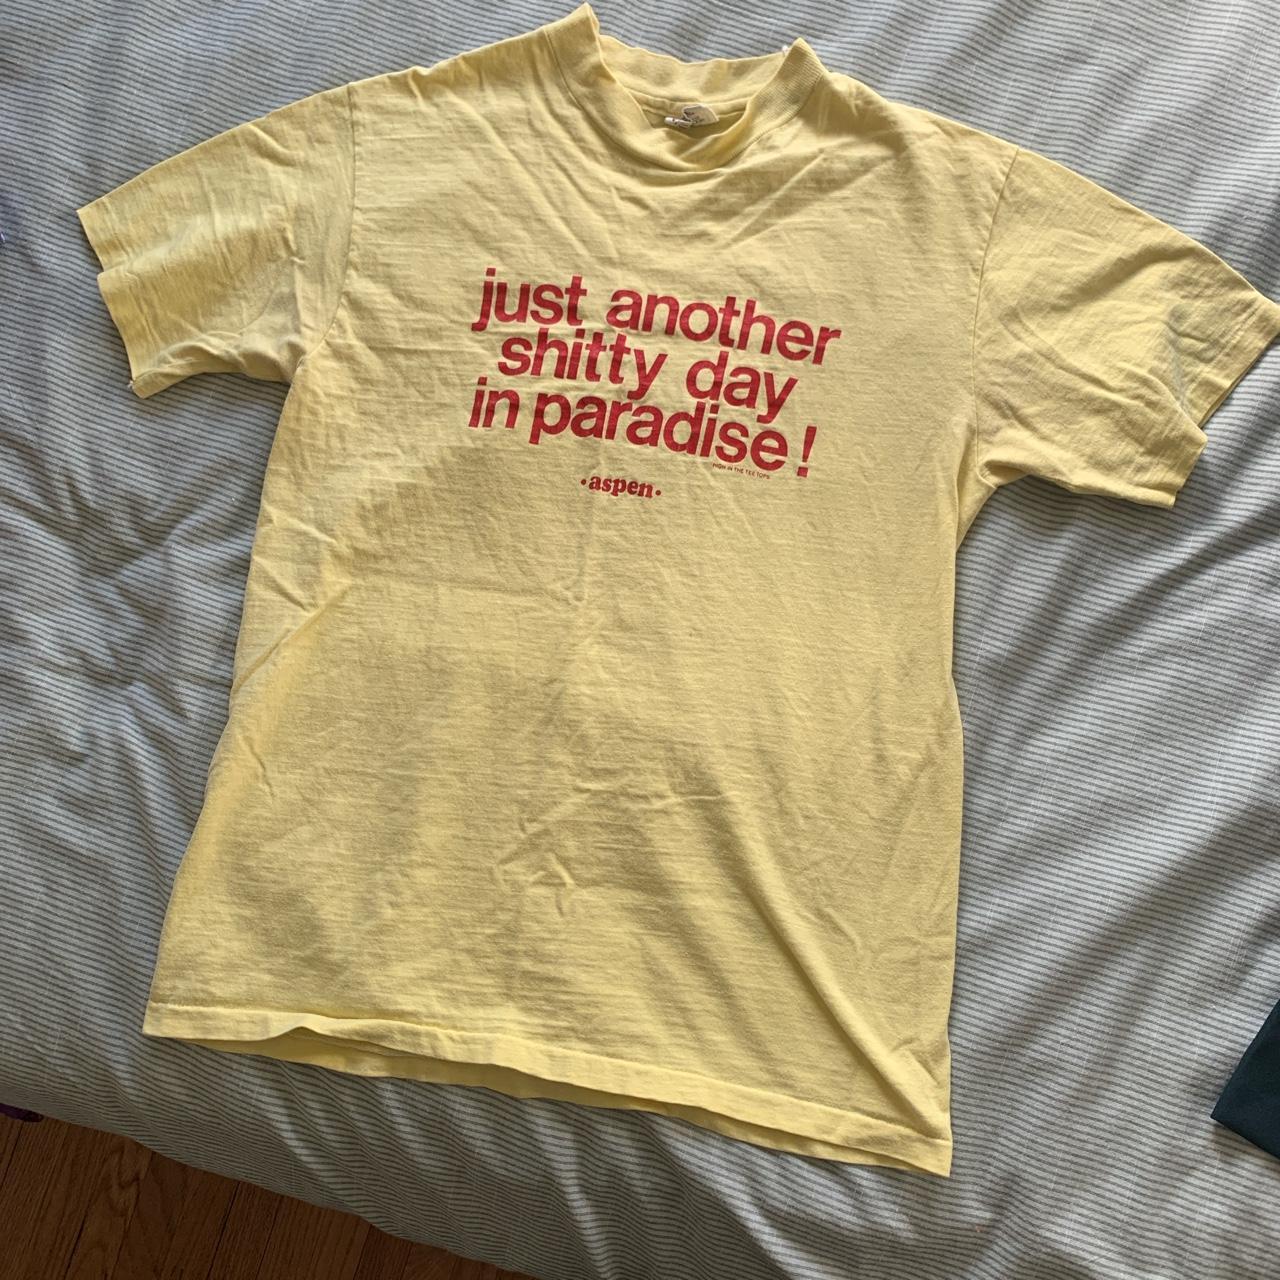 just another
shitty day
in paradise!
HIGH IN THE TEE TOPS
•aspen•